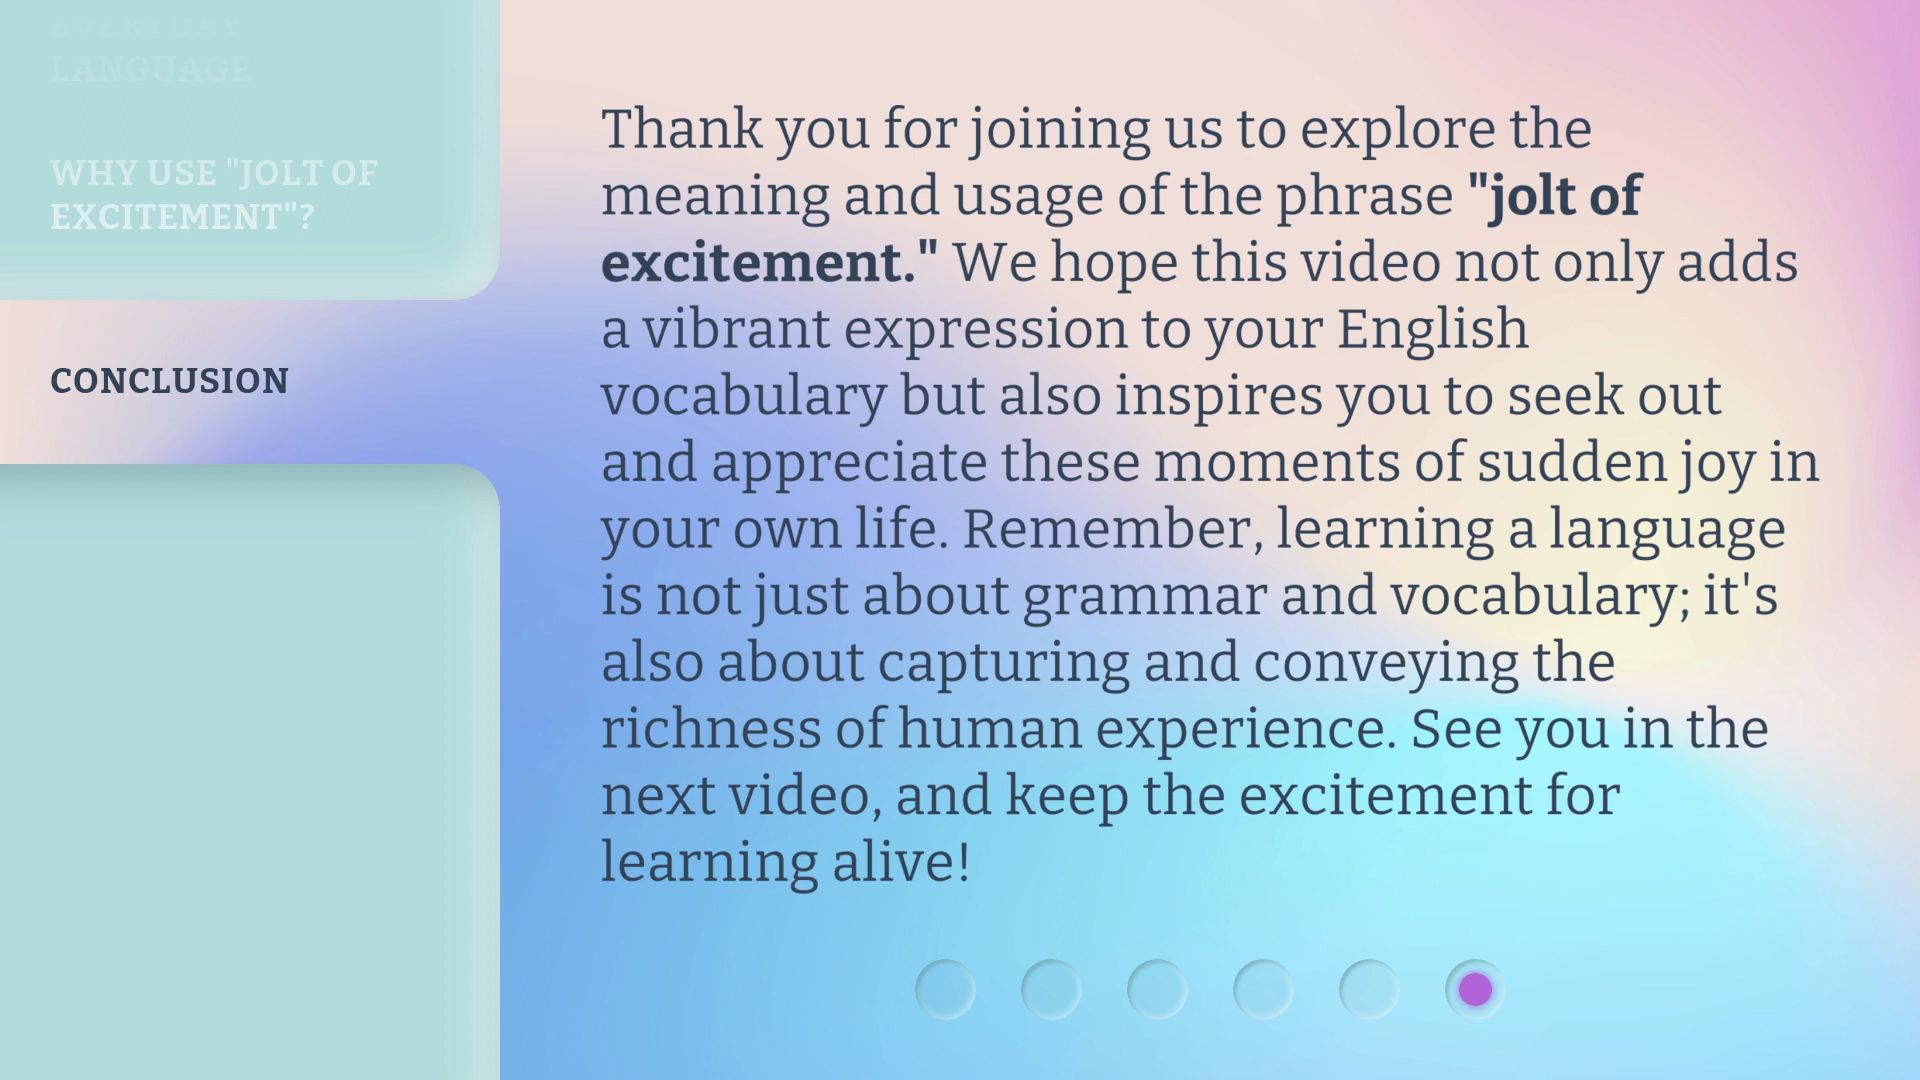 EVERYDAY
LANGUAGE
WHY USE "JOLT OF
EXCITEMENT"?
CONCLUSION
Thank you for joining us to explore the
meaning and usage of the phrase "jolt of
excitement." We hope this video not only adds
a vibrant expression to your English
vocabulary but also inspires you to seek out
and appreciate these moments of sudden joy in
your own life. Remember, learning a language
is not just about grammar and vocabulary; it's
also about capturing and conveying the
richness of human experience. See you in the
next video, and keep the excitement for
learning alive!